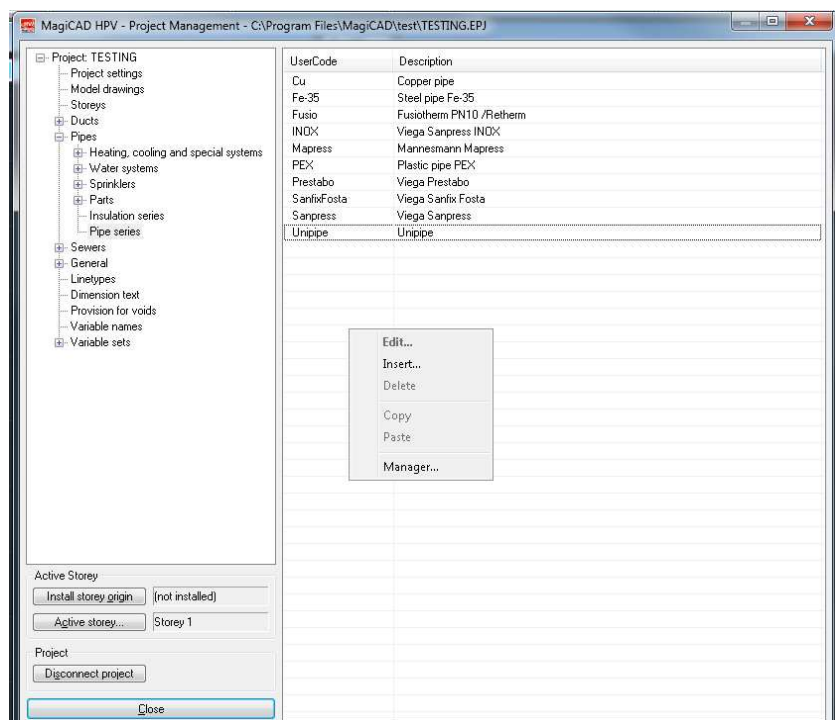 MagiCAD HPV - Project Management - C:\Program Files\MagiCAD\test\TESTING.EPJ
Project: TESTING
Project settings
Model drawings
Storeys
Ducts
Pipes
Heating, cooling and special systems
Water systems
Sprinklers
Parts
Insulation series
Pipe series
Sewers
General
Linetypes
Dimension text
Provision for voids
Variable names
Variable sets
Active Storey
Install storey origin (not installed)
Active storey... Storey 1
Project
Disconnect project
Close
UserCode Description
Cu Copper pipe
Fe-35 Steel pipe Fe-35
Fusio Fusiotherm PN10 /Retherm
INOX Viega Sanpress INOX
Mapress Mannesmann Mapress
PEX Plastic pipe PEX
Prestabo Viega Prestabo
SanfixFosta Viega Sanfix Fosta
Sanpress Viega Sanpress
Unipipe Unipipe
Edit...
Insert...
Delete
Copy
Paste
Manager...